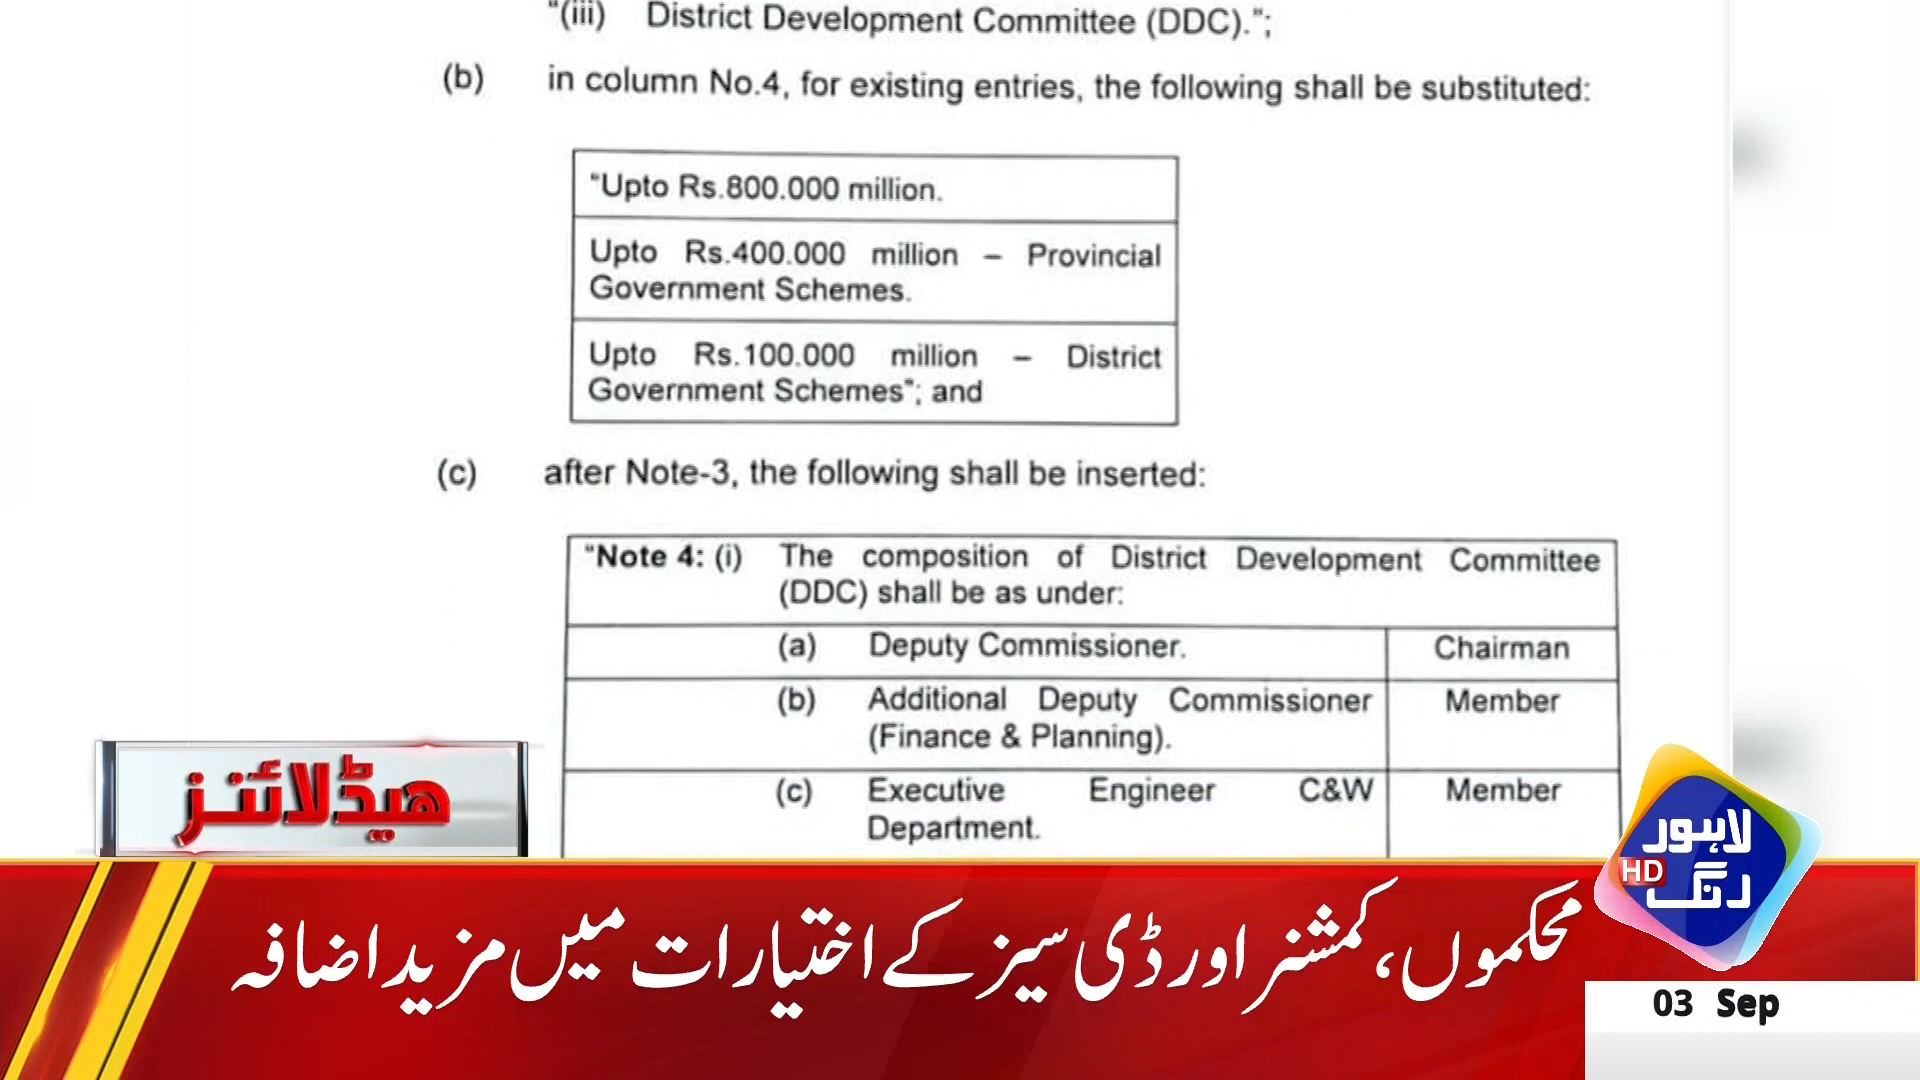 "(iii) District Development Committee (DDC).";
(b) in column No.4, for existing entries, the following shall be substituted:
"Upto Rs.800.000 million.
Upto Rs.400.000 million – Provincial
Government Schemes.
Upto Rs.100.000 million – District
Government Schemes"; and
(c) after Note-3, the following shall be inserted:
"Note 4: (i) The composition of District Development Committee
(DDC) shall be as under:
(a) Deputy Commissioner. Chairman
(b) Additional Deputy Commissioner Member
(Finance & Planning).
(c) Executive Engineer C&W Member
Department.
ہیڈلائنز
لاہور
HD
رنگ
محکموں، کمشنر اور ڈی سیز کے اختیارات میں مزید اضافہ
03 Sep